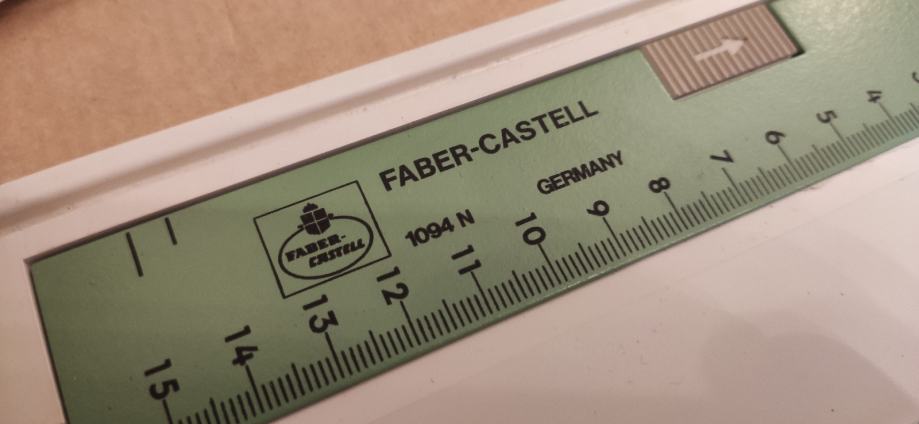 FABER-CASTELL
GERMANY
1094 N
FABER-
CASTELL
15 14 13 12 11 10 9 8 7 6 5 4